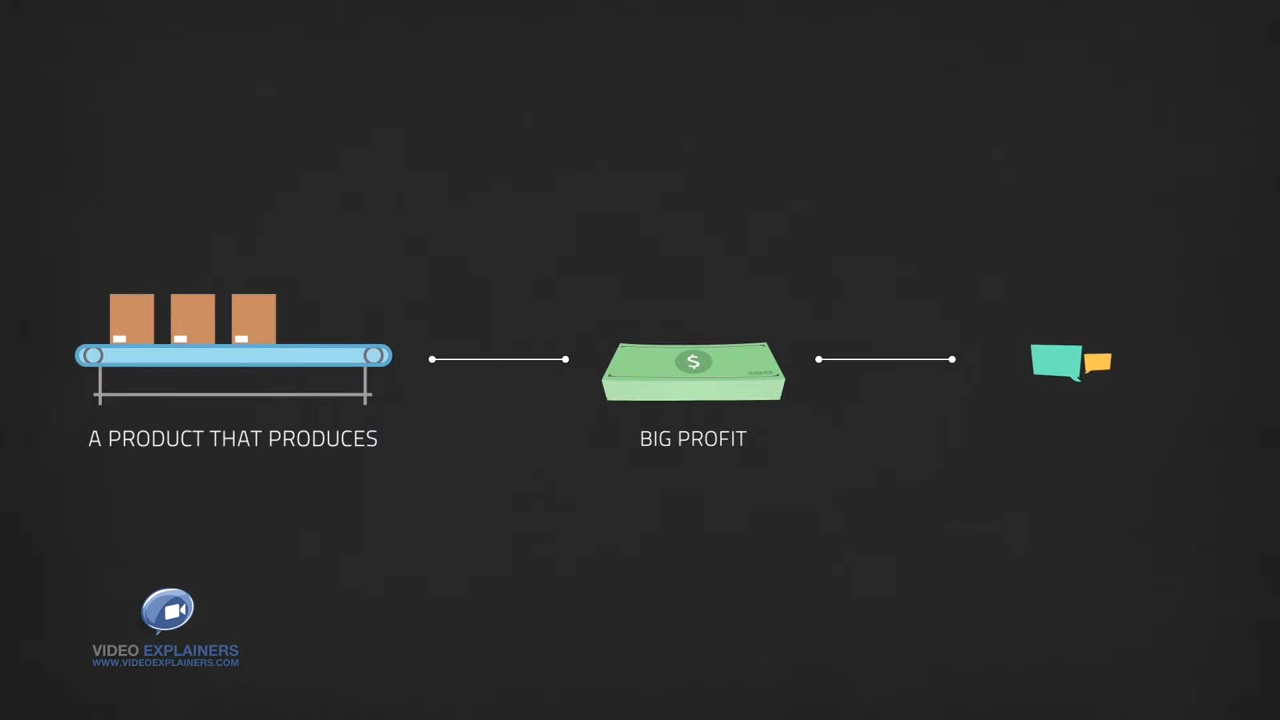 A PRODUCT THAT PRODUCES
BIG PROFIT
$
VIDEO EXPLAINERS
WWW.VIDEOEXPLAINERS.COM